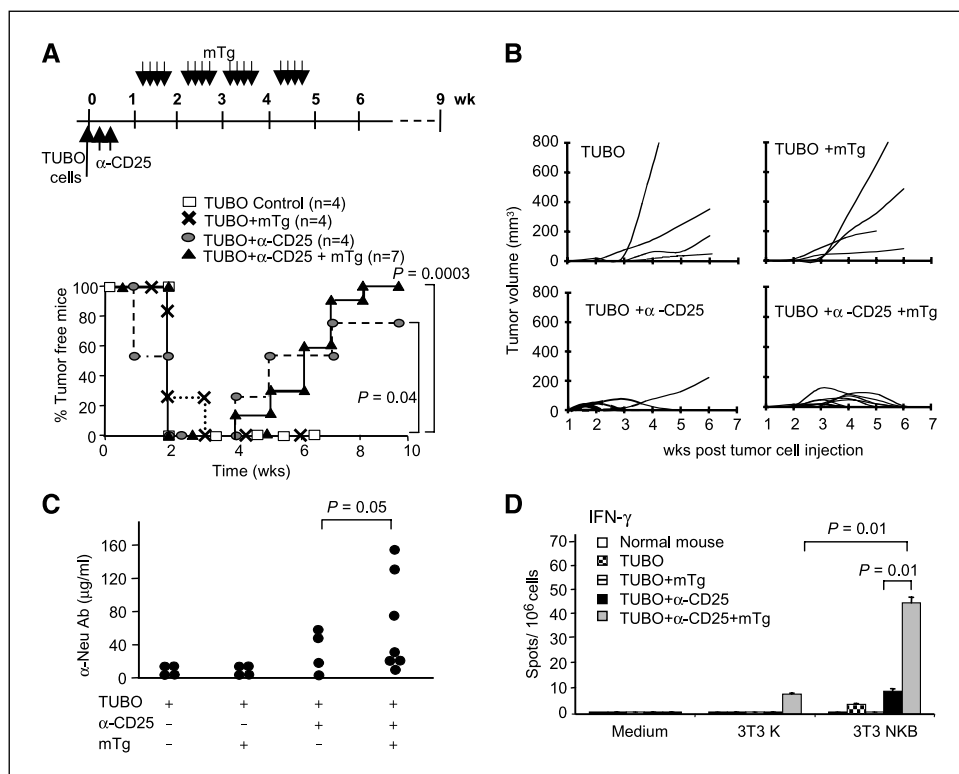 A
mTg
0 1 2 3 4 5 6 9 wk
TUBO cells
α-CD25
TUBO Control (n=4)
TUBO+mTg (n=4)
TUBO+α-CD25 (n=4)
TUBO+α-CD25 + mTg (n=7)
P = 0.0003
P = 0.04
% Tumor free mice
100
80
60
40
20
0
0 2 4 6 8 10
Time (wks)
B
TUBO
TUBO +mTg
TUBO +α-CD25
TUBO +α-CD25 +mTg
Tumor volume (mm³)
800
600
400
200
0
800
600
400
200
0
1 2 3 4 5 6 7
1 2 3 4 5 6 7
wks post tumor cell injection
C
P = 0.05
α-Neu Ab (μg/ml)
160
120
80
40
0
TUBO + + + +
α-CD25 – – + +
mTg – + – +
D
IFN-γ
Normal mouse
TUBO
TUBO+mTg
TUBO+α-CD25
TUBO+α-CD25+mTg
P = 0.01
P = 0.01
Spots/ 10⁶ cells
70
60
50
40
30
20
10
0
Medium 3T3 K 3T3 NKB